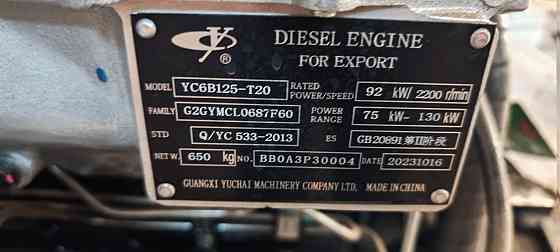 DIESEL ENGINE
FOR EXPORT
MODEL YC6B125-T20 RATED POWER/SPEED 92 kW/ 2200 r/min
FAMILY G2GYMCL0687F60 POWER RANGE 75 kW- 130 kW
STD Q/YC 533-2013 ES GB20891第Ⅱ阶段
NET W. 650 kg NO. BB0A3P30004 DATE 20231016
GUANGXI YUCHAI MACHINERY COMPANY LTD. MADE IN CHINA